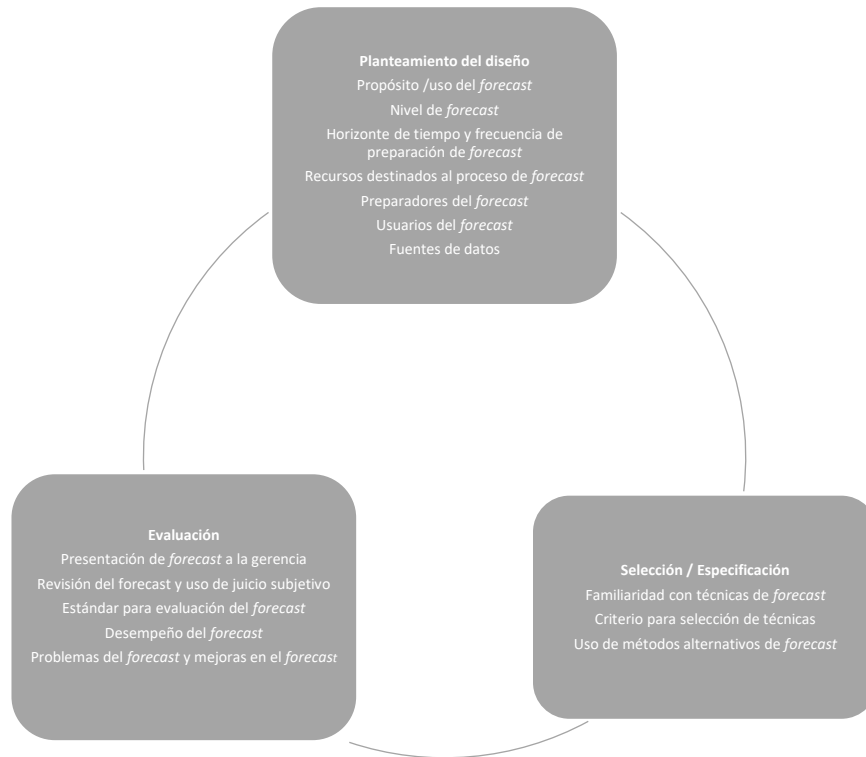 Planteamiento del diseño
Propósito /uso del forecast
Nivel de forecast
Horizonte de tiempo y frecuencia de
preparación de forecast
Recursos destinados al proceso de forecast
Preparadores del forecast
Usuarios del forecast
Fuentes de datos
Selección / Especificación
Familiaridad con técnicas de forecast
Criterio para selección de técnicas
Uso de métodos alternativos de forecast
Evaluación
Presentación de forecast a la gerencia
Revisión del forecast y uso de juicio subjetivo
Estándar para evaluación del forecast
Desempeño del forecast
Problemas del forecast y mejoras en el forecast